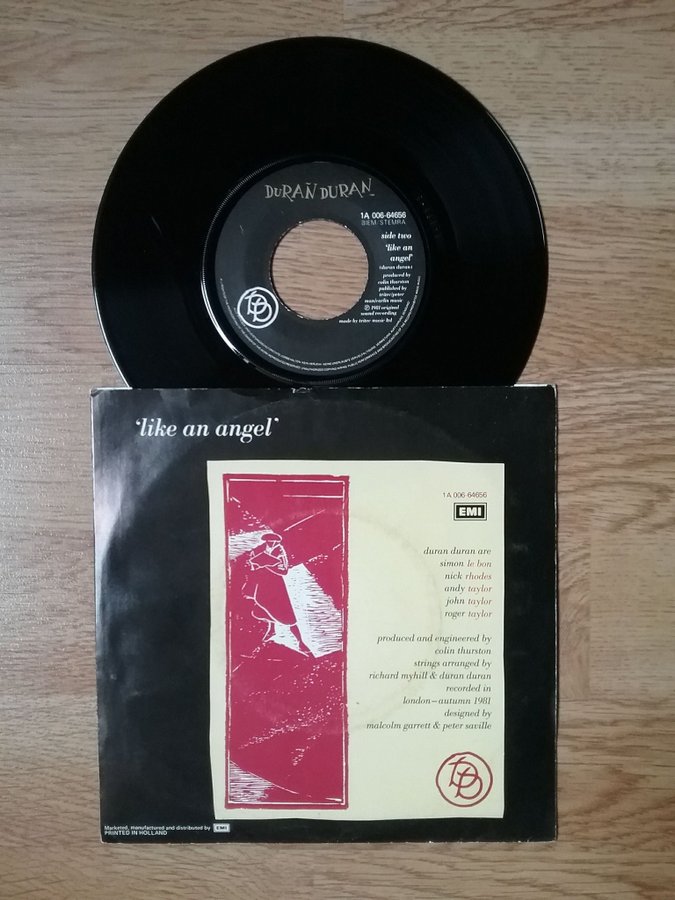 DURAN DURAN
1A 006-64656
BIEM/STEMRA
side two
'like an
angel'
(duran duran)
produced by
colin thurston
published by
tritec/peter
man/carlin music
℗ 1981 original
sound recording
made by tritec music ltd
'like an angel'
1A 006-64656
EMI
duran duran are
simon le bon
nick rhodes
andy taylor
john taylor
roger taylor
produced and engineered by
colin thurston
strings arranged by
richard myhill & duran duran
recorded in
london–autumn 1981
designed by
malcolm garrett & peter saville
Marketed, manufactured and distributed by EMI
PRINTED IN HOLLAND